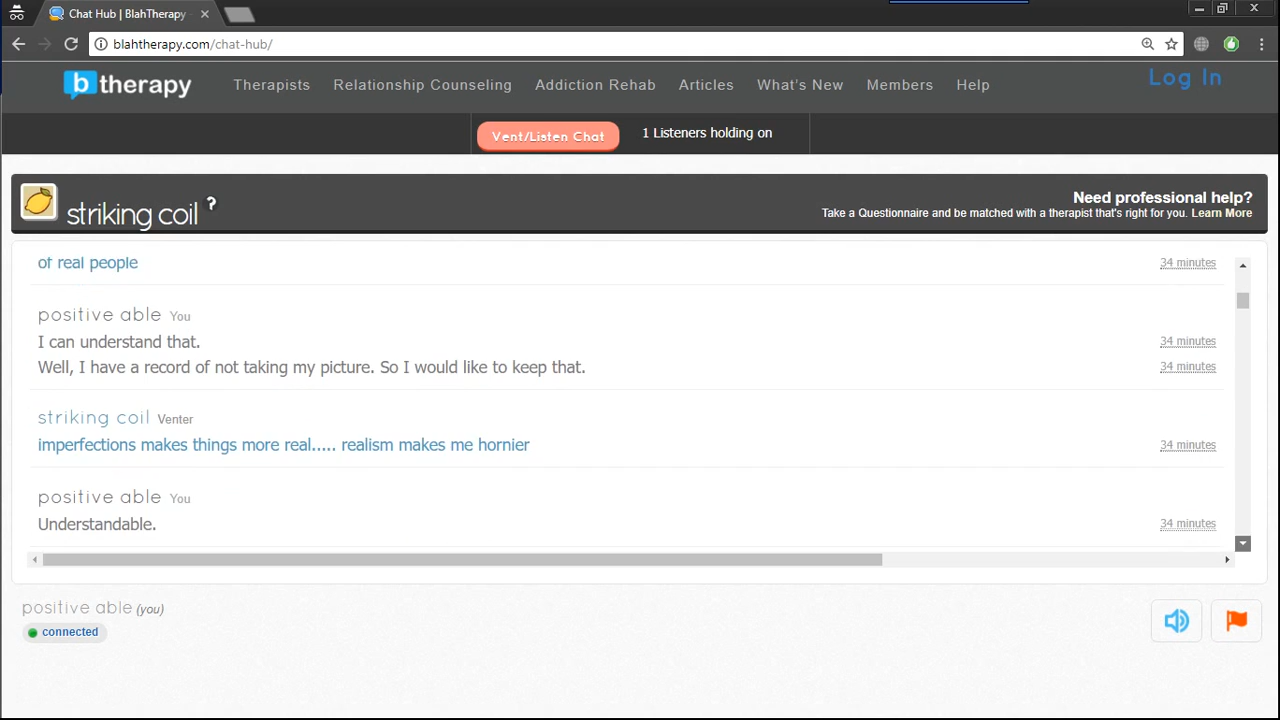 Chat Hub | BlahTherapy
blahtherapy.com/chat-hub/
b therapy
Therapists Relationship Counseling Addiction Rehab Articles What's New Members Help
Log In
Vent/Listen Chat 1 Listeners holding on
striking coil ?
Need professional help?
Take a Questionnaire and be matched with a therapist that's right for you. Learn More
of real people 34 minutes
positive able You
I can understand that. 34 minutes
Well, I have a record of not taking my picture. So I would like to keep that. 34 minutes
striking coil Venter
imperfections makes things more real..... realism makes me hornier 34 minutes
positive able You
Understandable. 34 minutes
positive able (you)
connected